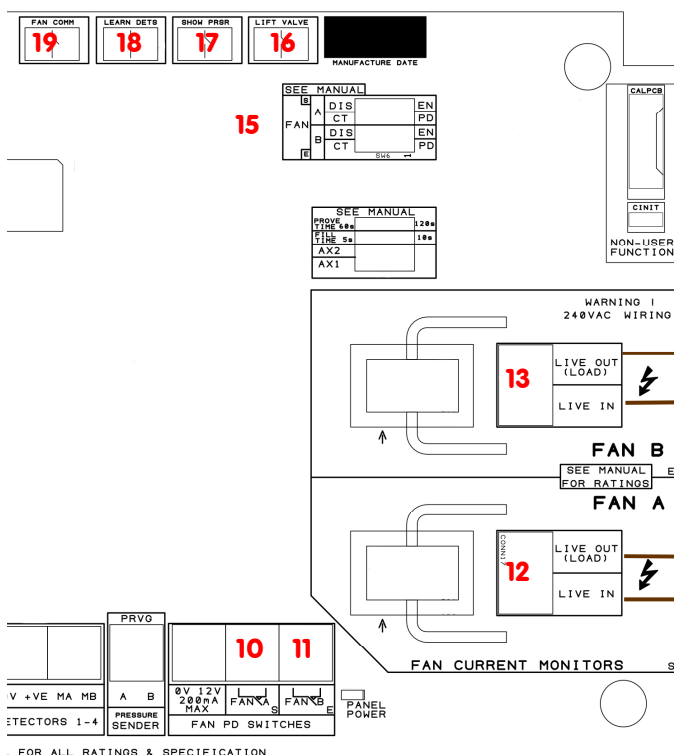 FAN COMM LEARN DETS SHOW PRSR LIFT VALVE
19 18 17 16
MANUFACTURE DATE
SEE MANUAL
15
S
FAN
A
DIS
EN
CT
PD
B
DIS
EN
CT
PD
E
SW6 1
CALPCB
CINIT
NON-USER
FUNCTION
SEE MANUAL
PROVE
TIME 60s
120s
FILL
TIME 5s
10s
AX2
AX1
WARNING !
240VAC WIRING
13
LIVE OUT
(LOAD)
LIVE IN
FAN B
SEE MANUAL
FOR RATINGS
E
FAN A
CONN17
12
LIVE OUT
(LOAD)
LIVE IN
FAN CURRENT MONITORS
S
PRVG
10 11
V +VE MA MB
A B
0V 12V
200mA
MAX
FAN A
S
FAN B
E
ETECTORS 1-4
PRESSURE
SENDER
FAN PD SWITCHES
PANEL
POWER
FOR ALL RATINGS & SPECIFICATION